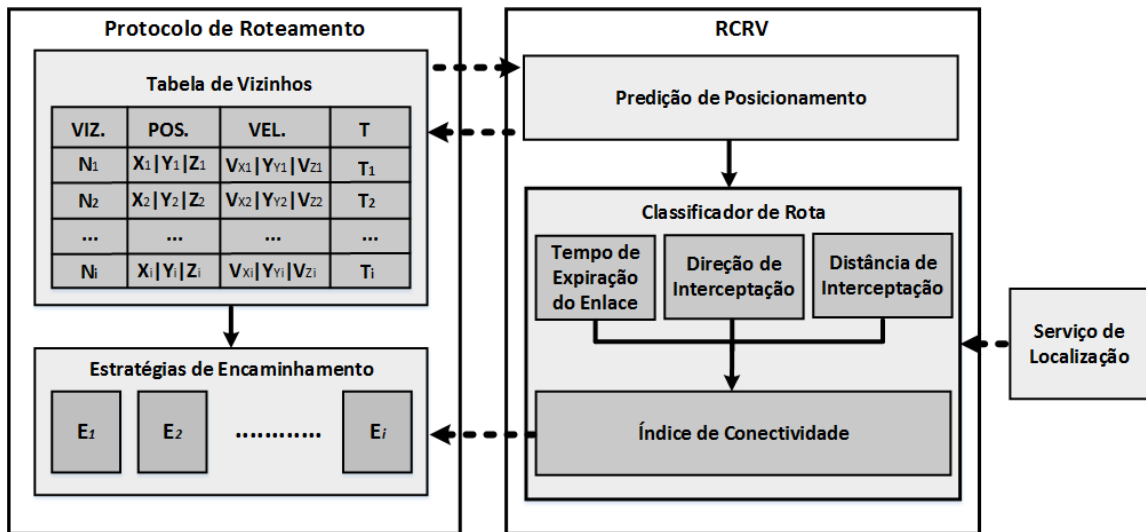 Protocolo de Roteamento
Tabela de Vizinhos
VIZ. POS. VEL. T
N1 X1|Y1|Z1 VX1|YY1|VZ1 T1
N2 X2|Y2|Z2 VX2|YY2|VZ2 T2
... ... ... ...
Ni Xi|Yi|Zi VXi|YYi|VZi Ti
Estratégias de Encaminhamento
E1 E2 ........... Ei
RCRV
Predição de Posicionamento
Classificador de Rota
Tempo de
Expiração
do Enlace
Direção de
Interceptação
Distância de
Interceptação
Índice de Conectividade
Serviço de
Localização